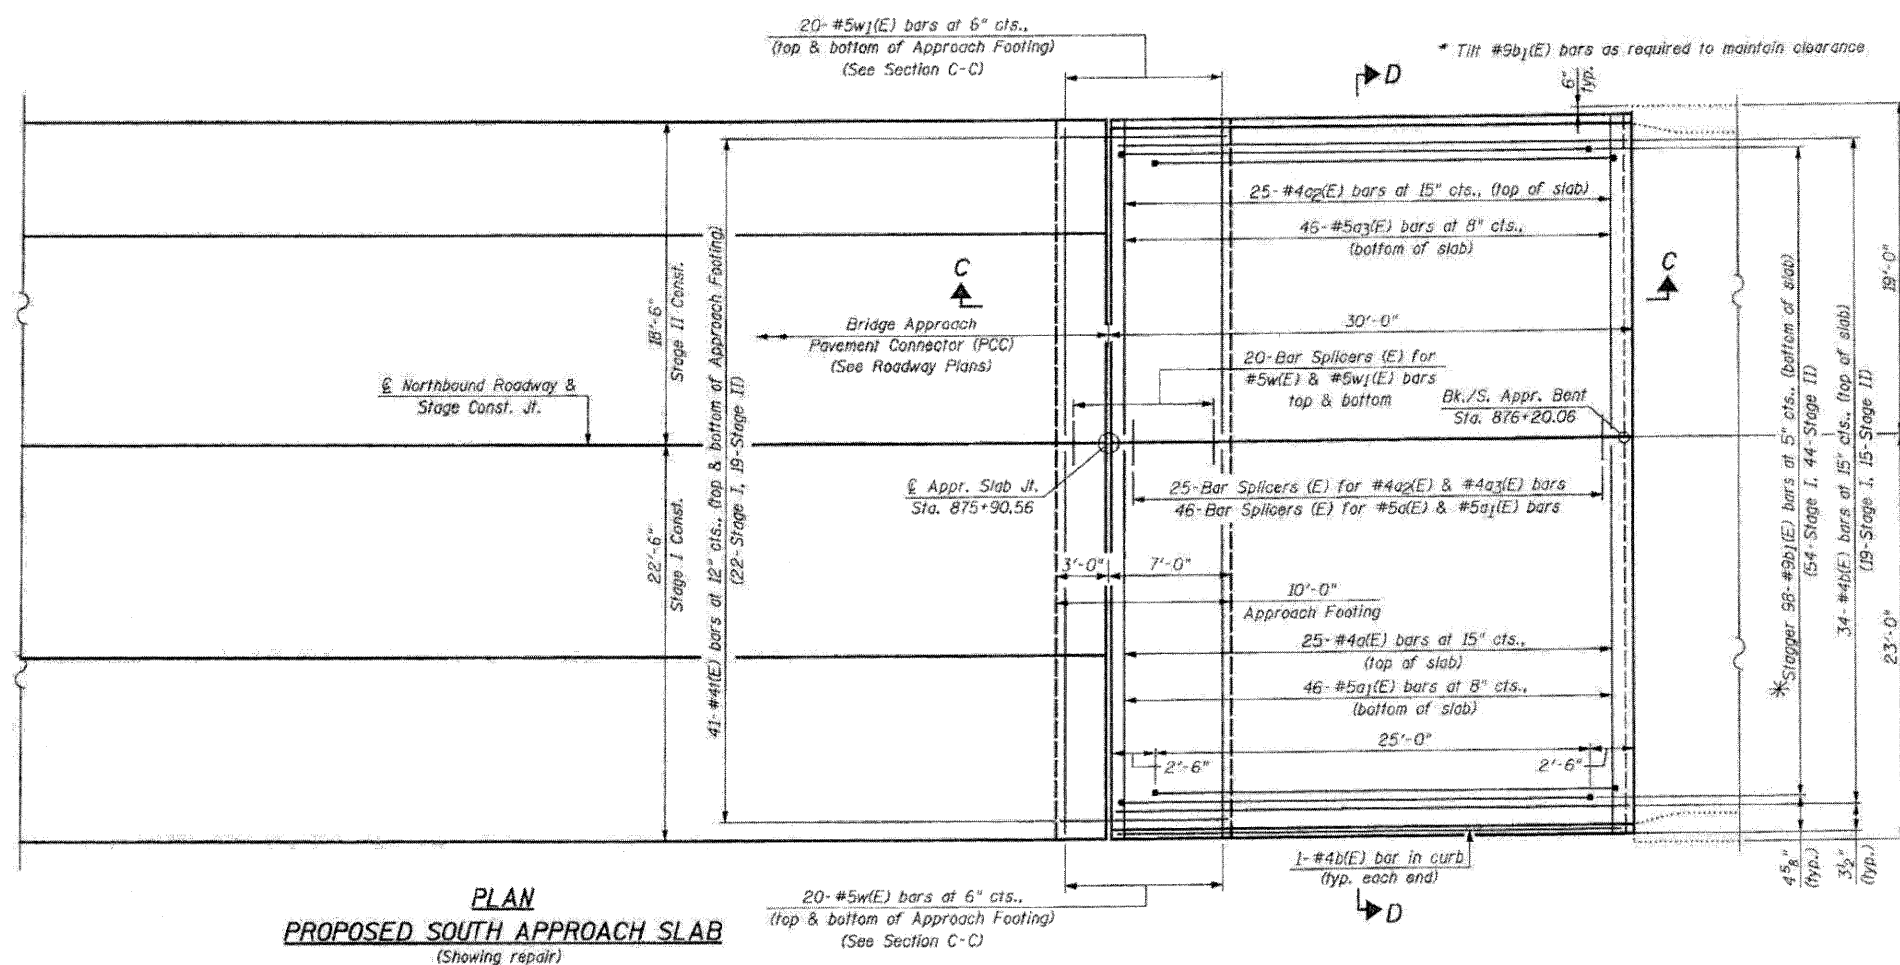 20-#5w1(E) bars at 6" cts.,
(top & bottom of Approach Footing)
(See Section C-C)
* Tilt #9b1(E) bars as required to maintain clearance
D
6"
typ.
25-#4a2(E) bars at 15" cts., (top of slab)
46-#5a3(E) bars at 8" cts.,
(bottom of slab)
C
C
19'-0"
18'-6"
Stage II Const.
Bridge Approach
Pavement Connector (PCC)
(See Roadway Plans)
30'-0"
20-Bar Splicers (E) for
#5w(E) & #5w1(E) bars
top & bottom
℄ Northbound Roadway &
Stage Const. Jt.
Bk./S. Appr. Bent
Sta. 876+20.06
41-#4t(E) bars at 12" cts., (top & bottom of Approach Footing)
(22-Stage I, 19-Stage II)
*Stagger 98-#9b1(E) bars at 5" cts., (bottom of slab)
(54-Stage I, 44-Stage II)
34-#4b(E) bars at 15" cts., (top of slab)
(19-Stage I, 15-Stage II)
℄ Appr. Slab Jt.
Sta. 875+90.56
25-Bar Splicers (E) for #4a2(E) & #4a3(E) bars
46-Bar Splicers (E) for #5a(E) & #5a1(E) bars
22'-6"
Stage I Const.
3'-0"
7'-0"
10'-0"
Approach Footing
25-#4a(E) bars at 15" cts.,
(top of slab)
46-#5a1(E) bars at 8" cts.,
(bottom of slab)
23'-0"
25'-0"
2'-6"
2'-6"
1-#4b(E) bar in curb
(typ. each end)
4 5/8"
(typ.)
3 1/2"
(typ.)
20-#5w(E) bars at 6" cts.,
(top & bottom of Approach Footing)
(See Section C-C)
D
PLAN
PROPOSED SOUTH APPROACH SLAB
(Showing repair)